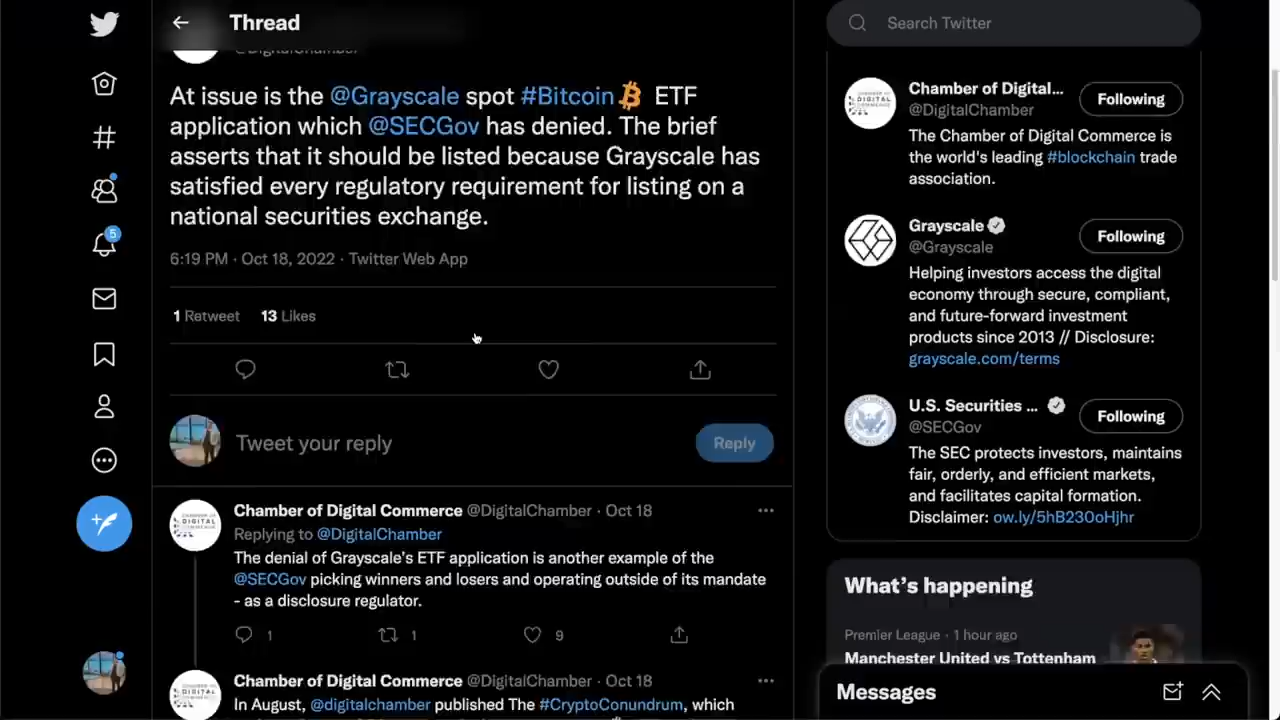 Thread
@DigitalChamber
At issue is the @Grayscale spot #Bitcoin ETF
application which @SECGov has denied. The brief
asserts that it should be listed because Grayscale has
satisfied every regulatory requirement for listing on a
national securities exchange.
6:19 PM · Oct 18, 2022 · Twitter Web App
1 Retweet 13 Likes
Tweet your reply
Reply
Chamber of Digital Commerce @DigitalChamber · Oct 18
Replying to @DigitalChamber
The denial of Grayscale's ETF application is another example of the
@SECGov picking winners and losers and operating outside of its mandate
- as a disclosure regulator.
1 1 9
Chamber of Digital Commerce @DigitalChamber · Oct 18
In August, @digitalchamber published The #CryptoConundrum, which
5
Search Twitter
Chamber of Digital...
Following
@DigitalChamber
The Chamber of Digital Commerce is
the world's leading #blockchain trade
association.
Grayscale
Following
@Grayscale
Helping investors access the digital
economy through secure, compliant,
and future-forward investment
products since 2013 // Disclosure:
grayscale.com/terms
U.S. Securities ...
Following
@SECGov
The SEC protects investors, maintains
fair, orderly, and efficient markets,
and facilitates capital formation.
Disclaimer: ow.ly/5hB230oHjhr
What's happening
Premier League · 1 hour ago
Manchester United vs Tottenham
Messages